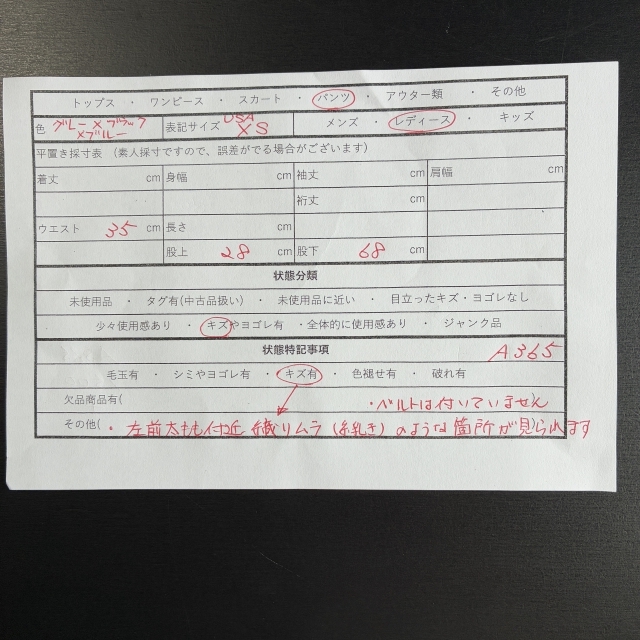 トップス ・ ワンピース ・ スカート ・ パンツ ・ アウター類 ・ その他
色 グレー×ブラック×ブルー 表記サイズ USA XS メンズ ・ レディース ・ キッズ
平置き採寸表 (素人採寸ですので、誤差がでる場合がございます)
着丈 cm 身幅 cm 袖丈 cm 肩幅 cm
裄丈 cm
ウエスト 35 cm 長さ cm
股上 28 cm 股下 68 cm
状態分類
未使用品 ・ タグ有(中古品扱い) ・ 未使用品に近い ・ 目立ったキズ・ヨゴレなし
少々使用感あり ・ キズやヨゴレ有 ・全体的に使用感あり ・ ジャンク品
状態特記事項 A365
毛玉有 ・ シミやヨゴレ有 ・ キズ有 ・ 色褪せ有 ・ 破れ有
欠品商品有( ・ベルトは付いていません )
その他( ・左前太もも付近 織りムラ (糸乱き) のような箇所が見られます